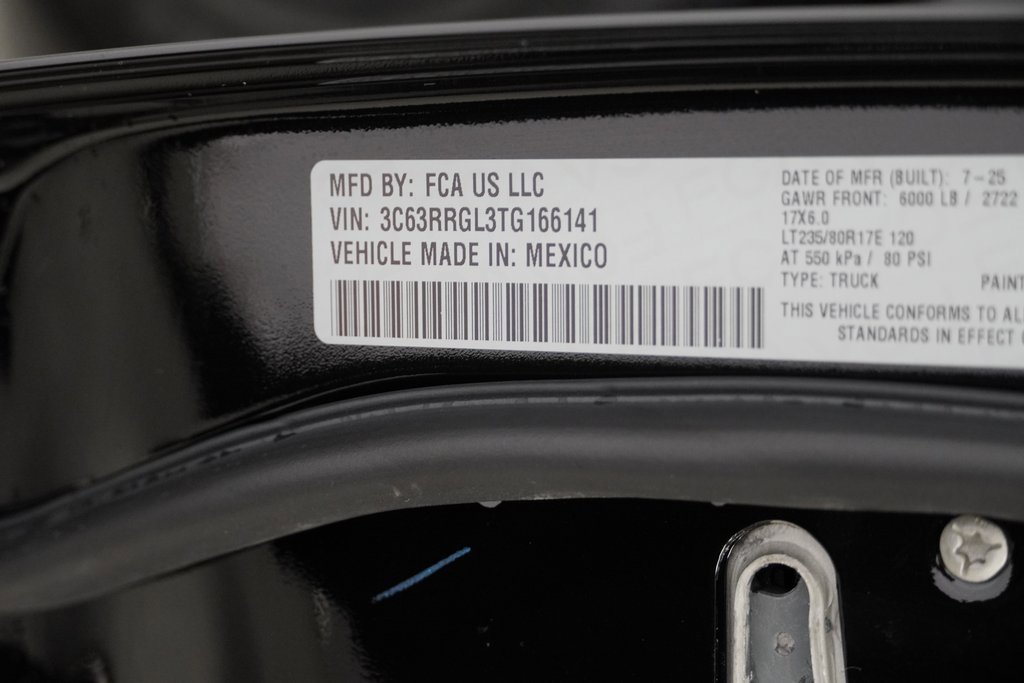 MFD BY: FCA US LLC
VIN: 3C63RRGL3TG166141
VEHICLE MADE IN: MEXICO
DATE OF MFR (BUILT): 7-25
GAWR FRONT: 6000 LB / 2722
17X6.0
LT235/80R17E 120
AT 550 kPa / 80 PSI
TYPE: TRUCK PAINT
THIS VEHICLE CONFORMS TO AL
STANDARDS IN EFFECT